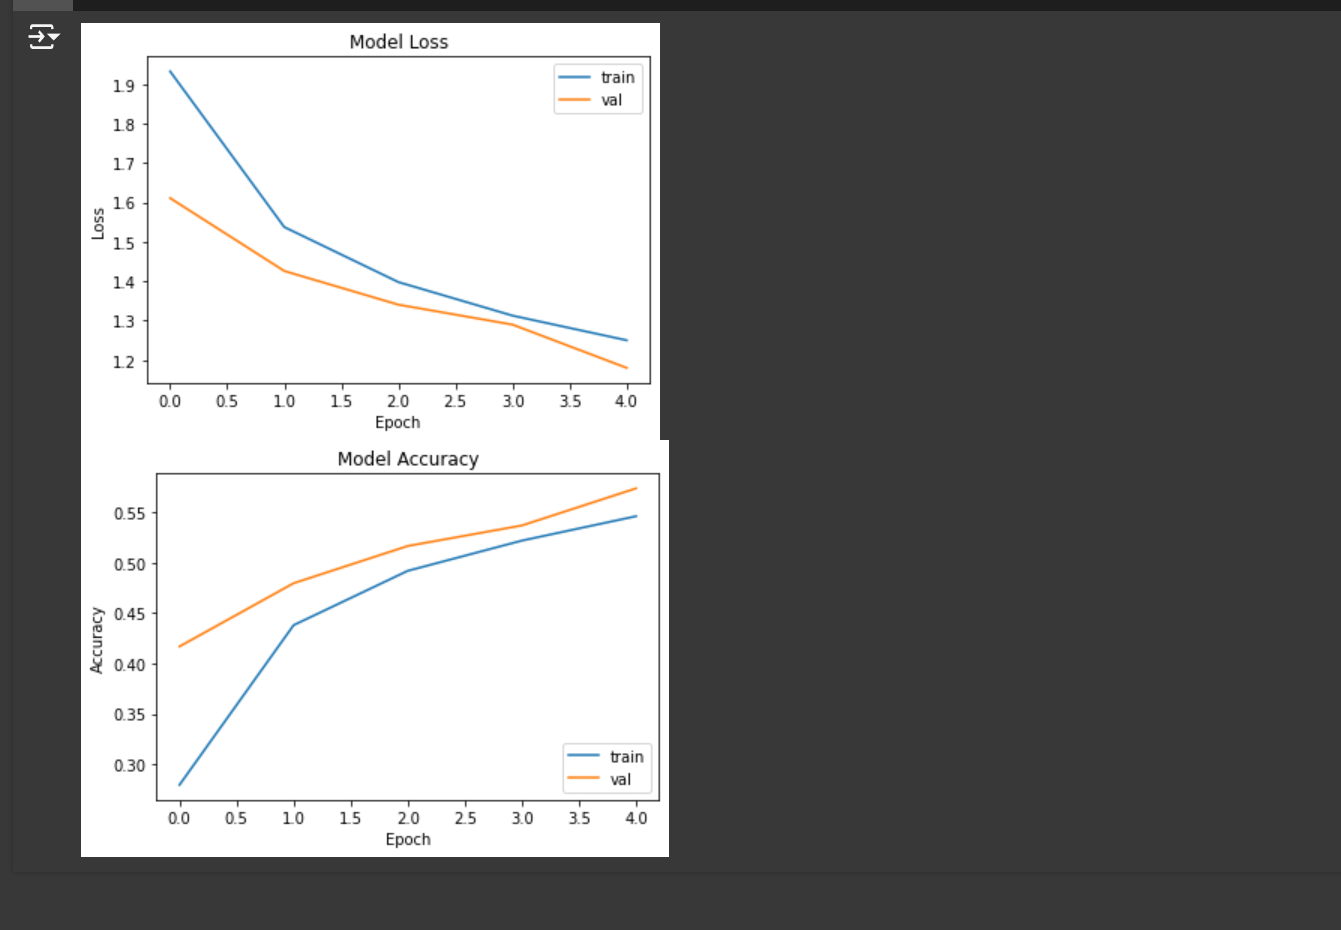 Model Loss
train
val
1.9
1.8
1.7
1.6
1.5
1.4
1.3
1.2
Loss
0.0 0.5 1.0 1.5 2.0 2.5 3.0 3.5 4.0
Epoch
Model Accuracy
0.55
0.50
0.45
0.40
0.35
0.30
Accuracy
train
val
0.0 0.5 1.0 1.5 2.0 2.5 3.0 3.5 4.0
Epoch